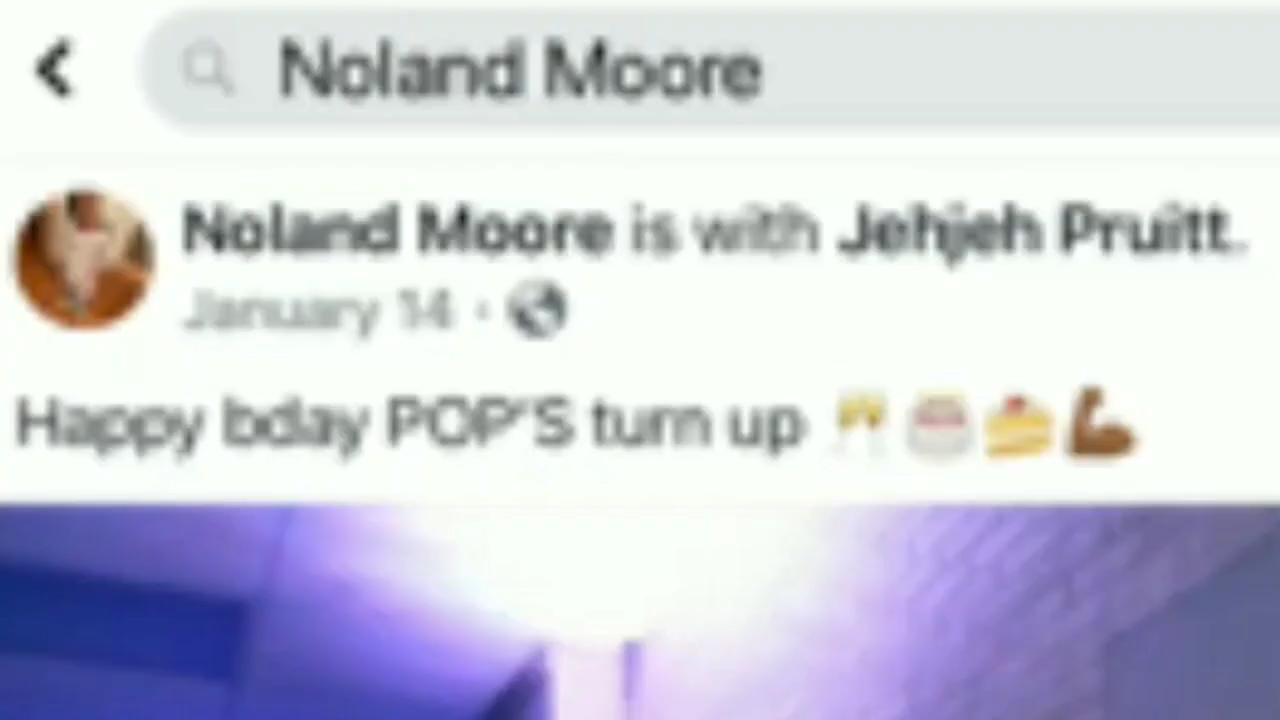 Noland Moore
Noland Moore is with Jehjeh Pruitt.
January 14 ·
Happy bday POP'S turn up 🥂🎂🍰💪🏾